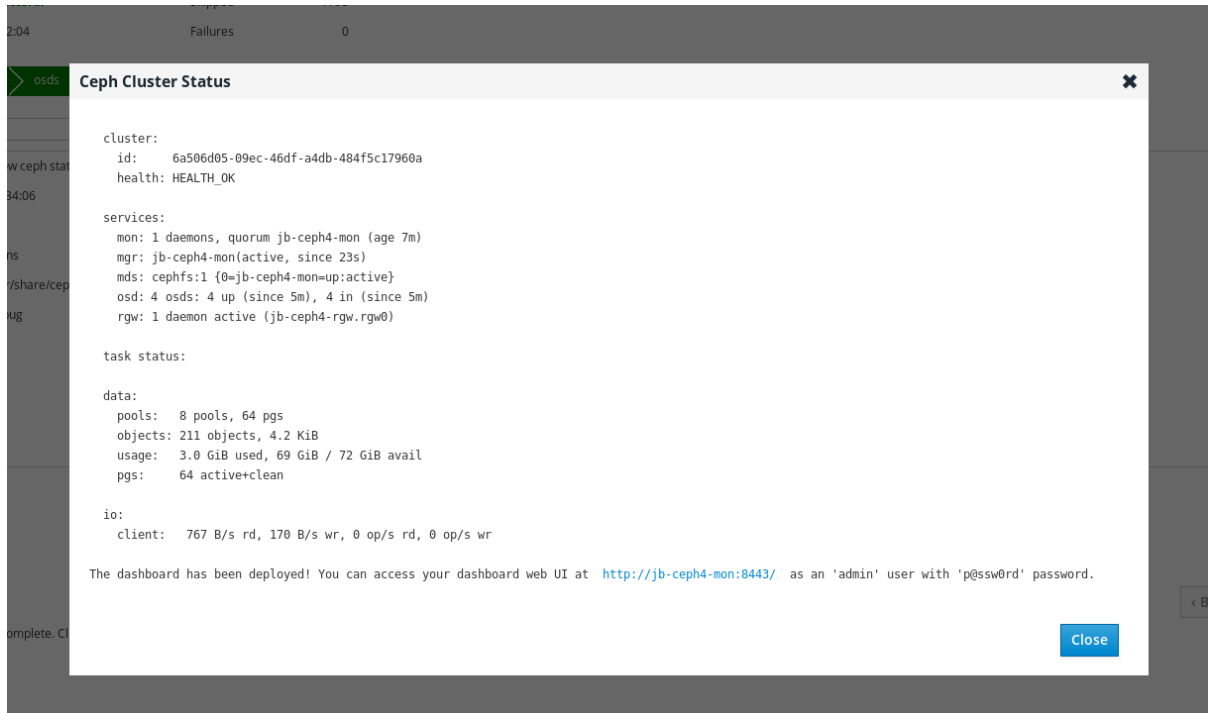 2:04 Failures 0
osds
Ceph Cluster Status
cluster:
id: 6a506d05-09ec-46df-a4db-484f5c17960a
health: HEALTH_OK
w ceph stat
34:06
services:
mon: 1 daemons, quorum jb-ceph4-mon (age 7m)
mgr: jb-ceph4-mon(active, since 23s)
ns
mds: cephfs:1 {0=jb-ceph4-mon=up:active}
r/share/cep
osd: 4 osds: 4 up (since 5m), 4 in (since 5m)
ug
rgw: 1 daemon active (jb-ceph4-rgw.rgw0)
task status:
data:
pools: 8 pools, 64 pgs
objects: 211 objects, 4.2 KiB
usage: 3.0 GiB used, 69 GiB / 72 GiB avail
pgs: 64 active+clean
io:
client: 767 B/s rd, 170 B/s wr, 0 op/s rd, 0 op/s wr
The dashboard has been deployed! You can access your dashboard web UI at http://jb-ceph4-mon:8443/ as an 'admin' user with 'p@ssw0rd' password.
‹ B
omplete. Cl
Close